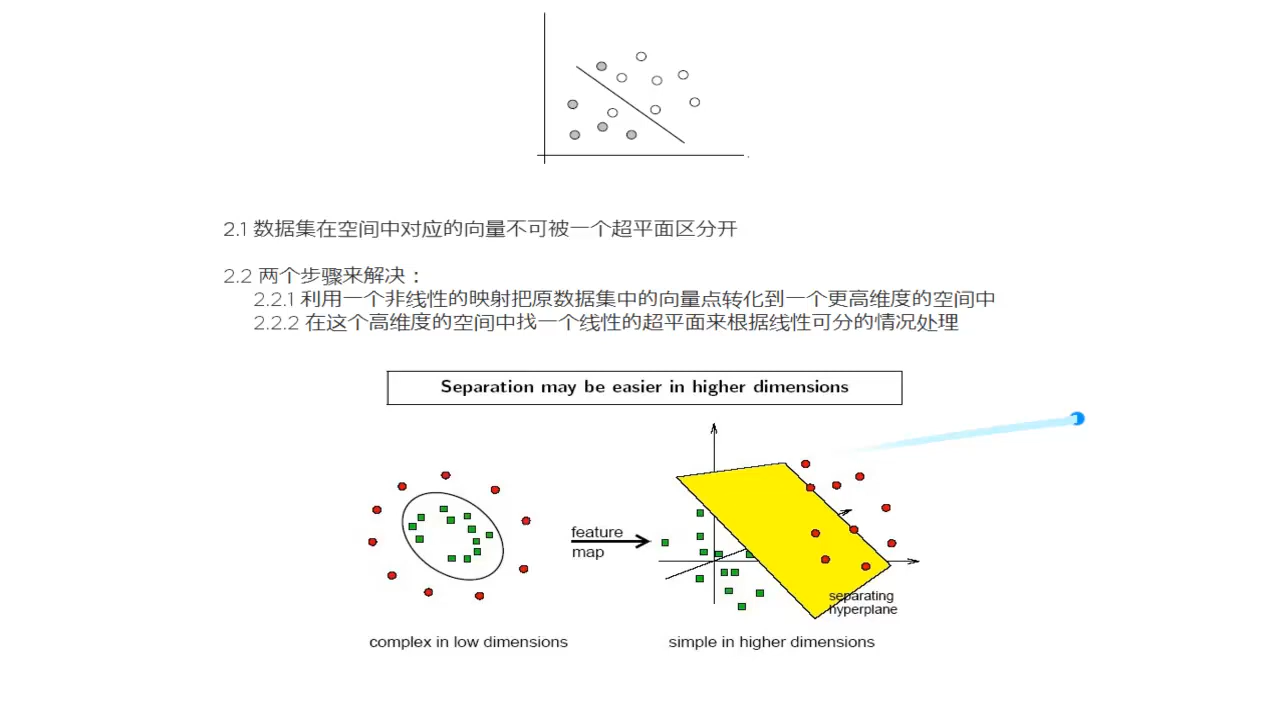 2.1 数据集在空间中对应的向量不可被一个超平面区分开
2.2 两个步骤来解决：
2.2.1 利用一个非线性的映射把原数据集中的向量点转化到一个更高维度的空间中
2.2.2 在这个高维度的空间中找一个线性的超平面来根据线性可分的情况处理
Separation may be easier in higher dimensions
feature
map
separating
hyperplane
complex in low dimensions
simple in higher dimensions